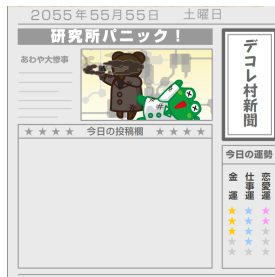 2055年55月55日 土曜日
研究所パニック！
あわや大惨事
今日の投稿欄
デコレ村新聞
今日の運勢
金運
仕事運
恋愛運